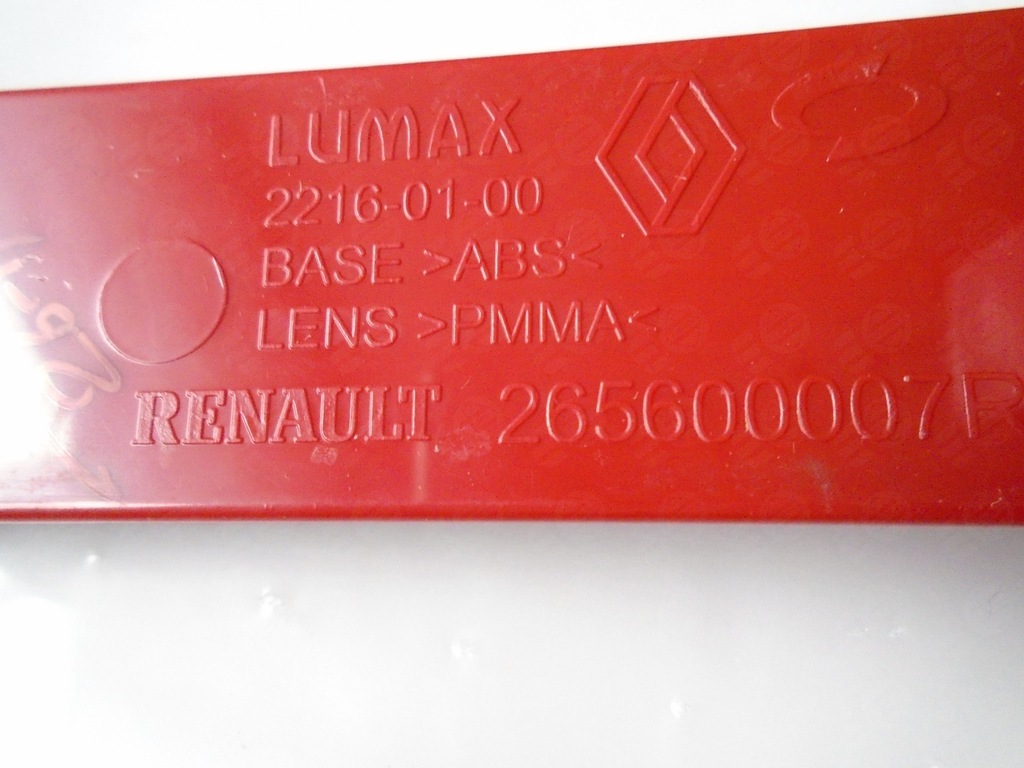 LUMAX
2216-01-00
BASE >ABS<
LENS >PMMA<
RENAULT 265600007R